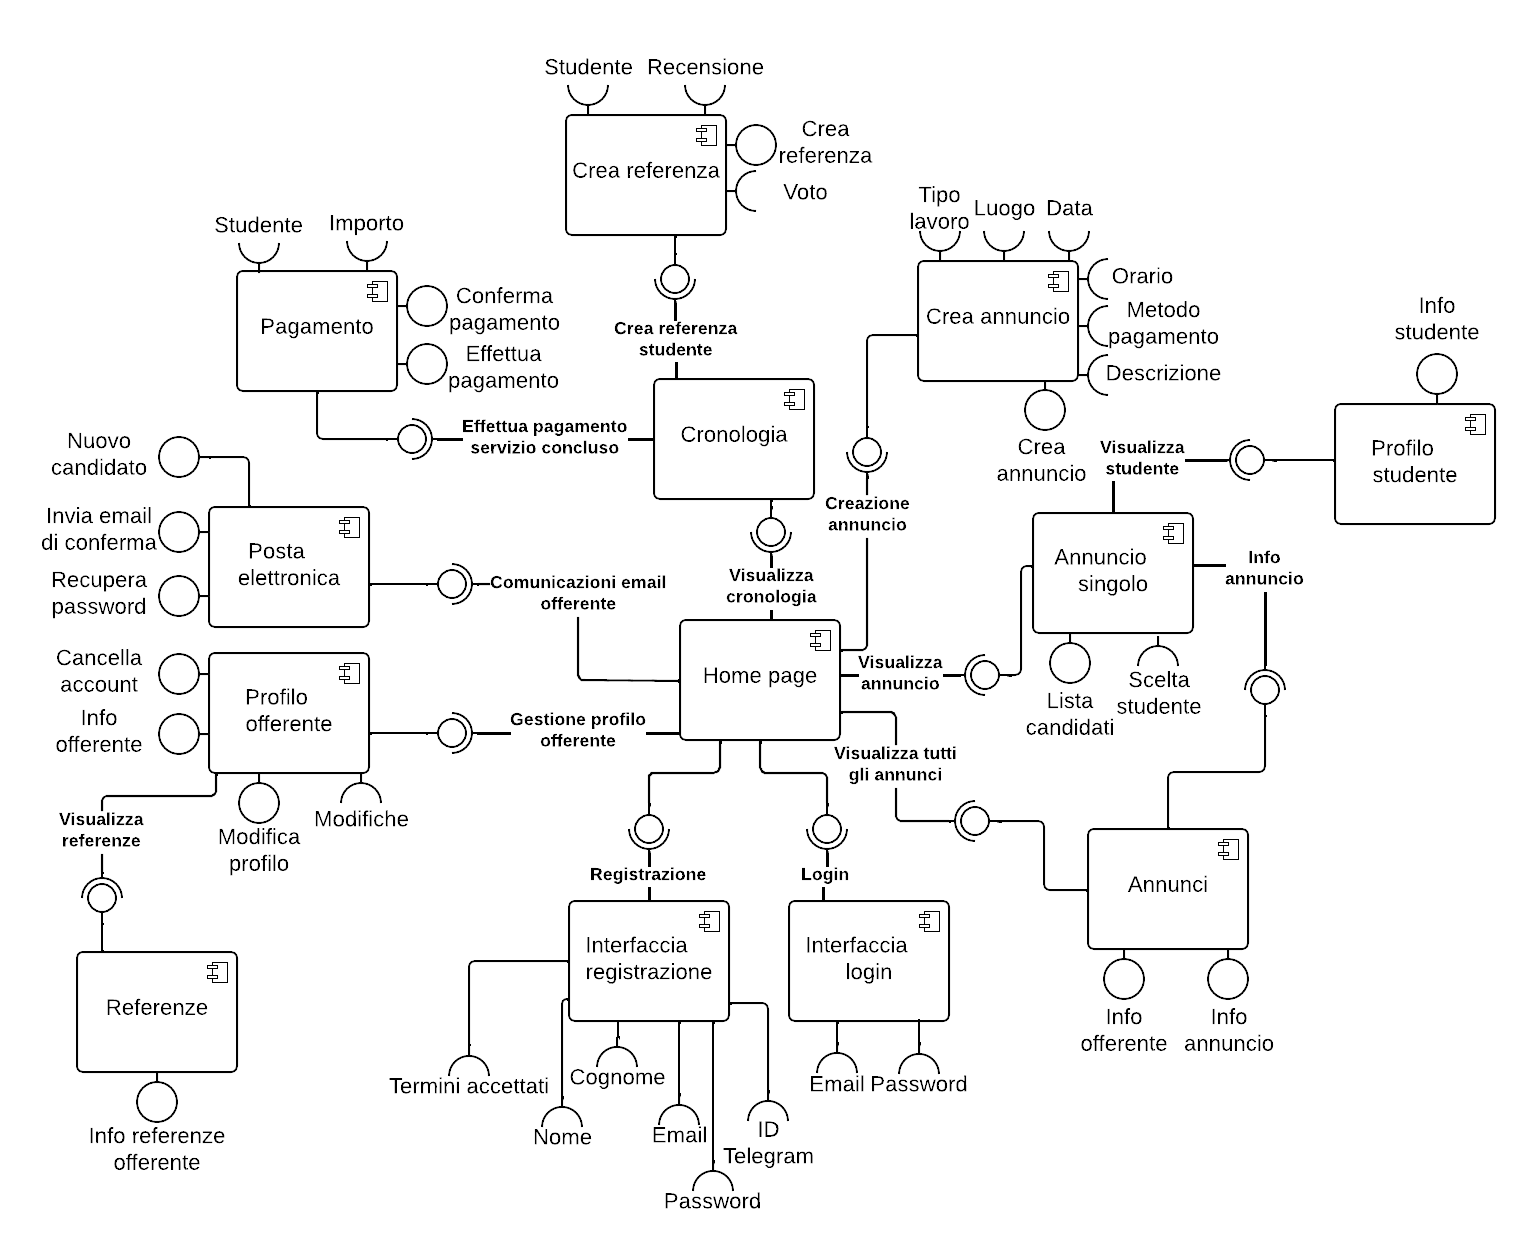 Studente
Recensione
Crea referenza
Crea
referenza
Voto
Studente
Importo
Pagamento
Conferma
pagamento
Effettua
pagamento
Crea referenza
studente
Tipo
lavoro
Luogo
Data
Crea annuncio
Orario
Metodo
pagamento
Descrizione
Crea
annuncio
Info
studente
Profilo
studente
Visualizza
studente
Effettua pagamento
servizio concluso
Cronologia
Creazione
annuncio
Nuovo
candidato
Invia email
di conferma
Recupera
password
Posta
elettronica
Comunicazioni email
offerente
Visualizza
cronologia
Annuncio
singolo
Info
annuncio
Lista
candidati
Scelta
studente
Cancella
account
Info
offerente
Profilo
offerente
Gestione profilo
offerente
Home page
Visualizza
annuncio
Visualizza tutti
gli annunci
Modifica
profilo
Modifiche
Visualizza
referenze
Registrazione
Login
Annunci
Info
offerente
Info
annuncio
Interfaccia
registrazione
Interfaccia
login
Referenze
Info referenze
offerente
Termini accettati
Nome
Cognome
Email
Password
ID
Telegram
Email
Password